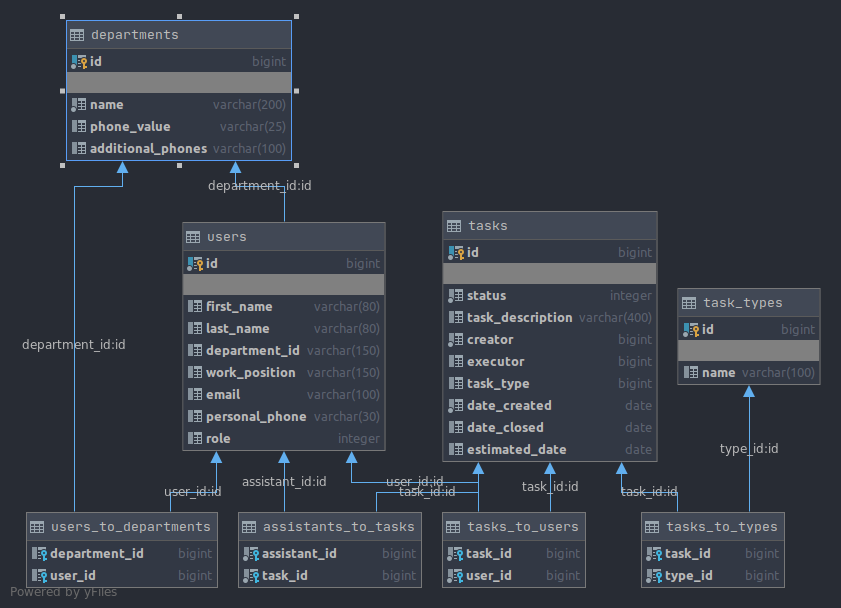 departments
id bigint
name varchar(200)
phone_value varchar(25)
additional_phones varchar(100)
department_id:id
users
id bigint
first_name varchar(80)
last_name varchar(80)
department_id varchar(150)
work_position varchar(150)
email varchar(100)
personal_phone varchar(30)
role integer
tasks
id bigint
status integer
task_description varchar(400)
creator bigint
executor bigint
task_type bigint
date_created date
date_closed date
estimated_date date
task_types
id bigint
name varchar(100)
department_id:id
user_id:id
assistant_id:id
user_id:id
task_id:id
task_id:id
task_id:id
type_id:id
users_to_departments
department_id bigint
user_id bigint
assistants_to_tasks
assistant_id bigint
task_id bigint
tasks_to_users
task_id bigint
user_id bigint
tasks_to_types
task_id bigint
type_id bigint
Powered by yFiles